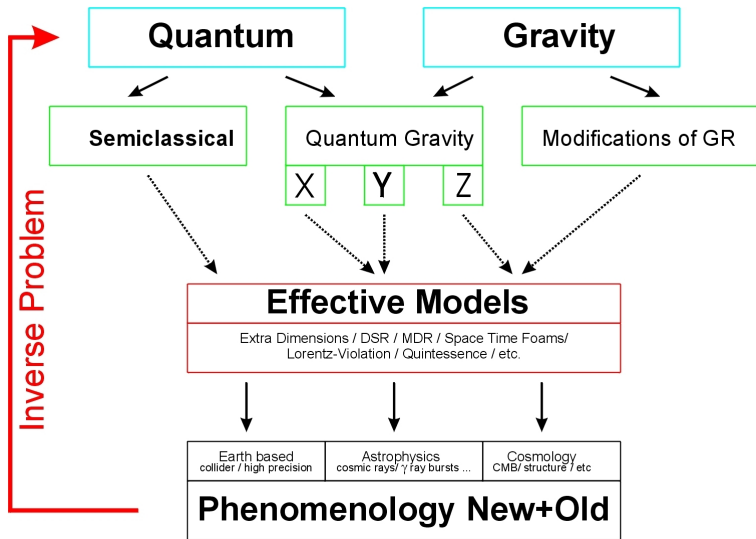 Quantum
Gravity
Semiclassical
Quantum Gravity
Modifications of GR
X
Y
Z
Inverse Problem
Effective Models
Extra Dimensions / DSR / MDR / Space Time Foams/
Lorentz-Violation / Quintessence / etc.
Earth based
collider / high precision
Astrophysics
cosmic rays/ γ ray bursts ...
Cosmology
CMB/ structure / etc
Phenomenology New+Old